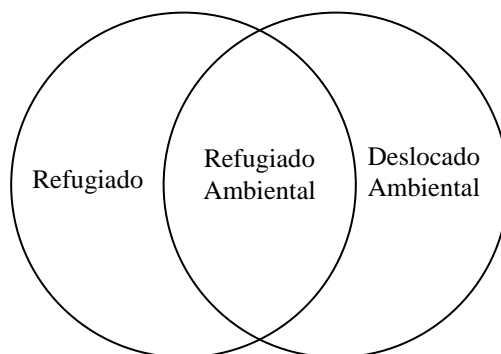 Refugiado
Refugiado
Ambiental
Deslocado
Ambiental